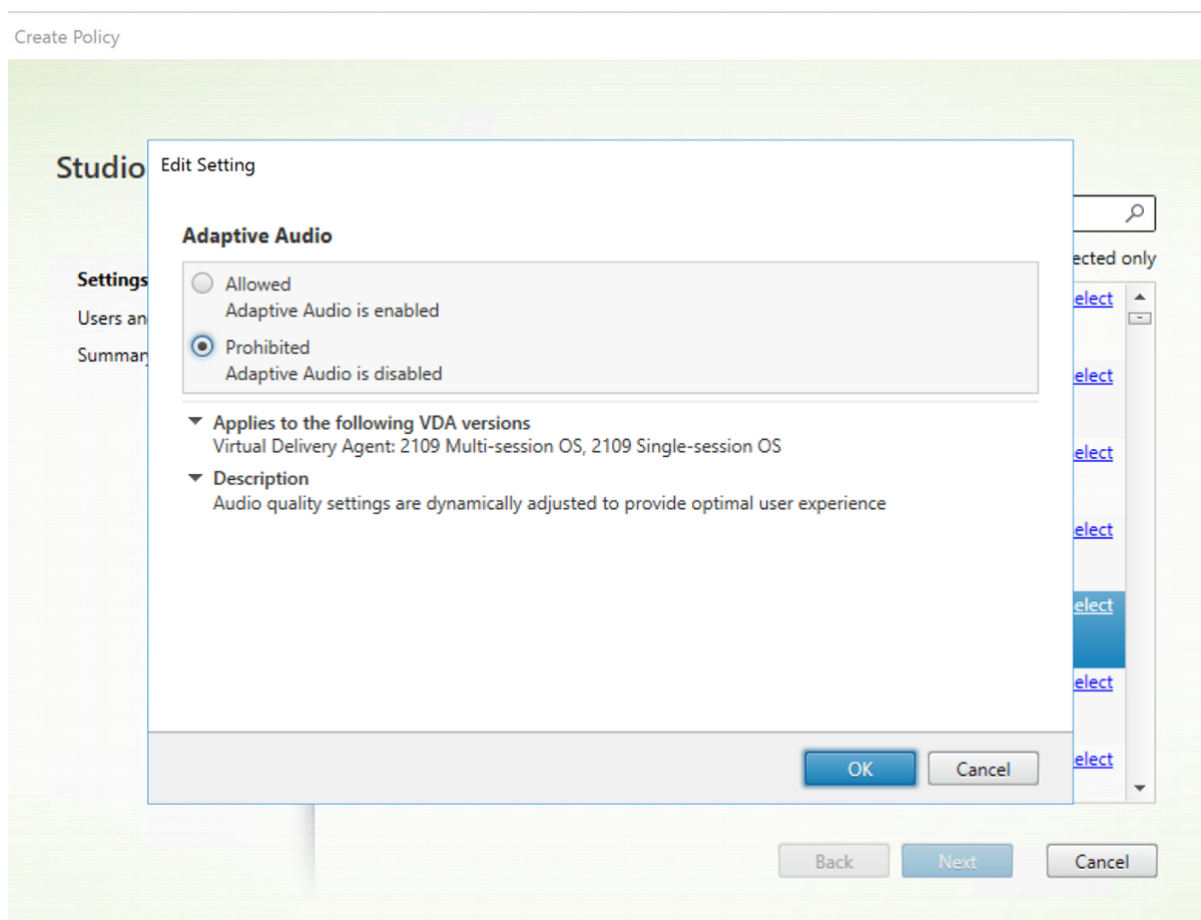 Create Policy
Studio
Edit Setting
Adaptive Audio
Settings
Allowed
Adaptive Audio is enabled
Users an
Prohibited
Adaptive Audio is disabled
Summar
Applies to the following VDA versions
Virtual Delivery Agent: 2109 Multi-session OS, 2109 Single-session OS
Description
Audio quality settings are dynamically adjusted to provide optimal user experience
ected only
elect
elect
elect
elect
elect
elect
elect
OK
Cancel
Back
Next
Cancel